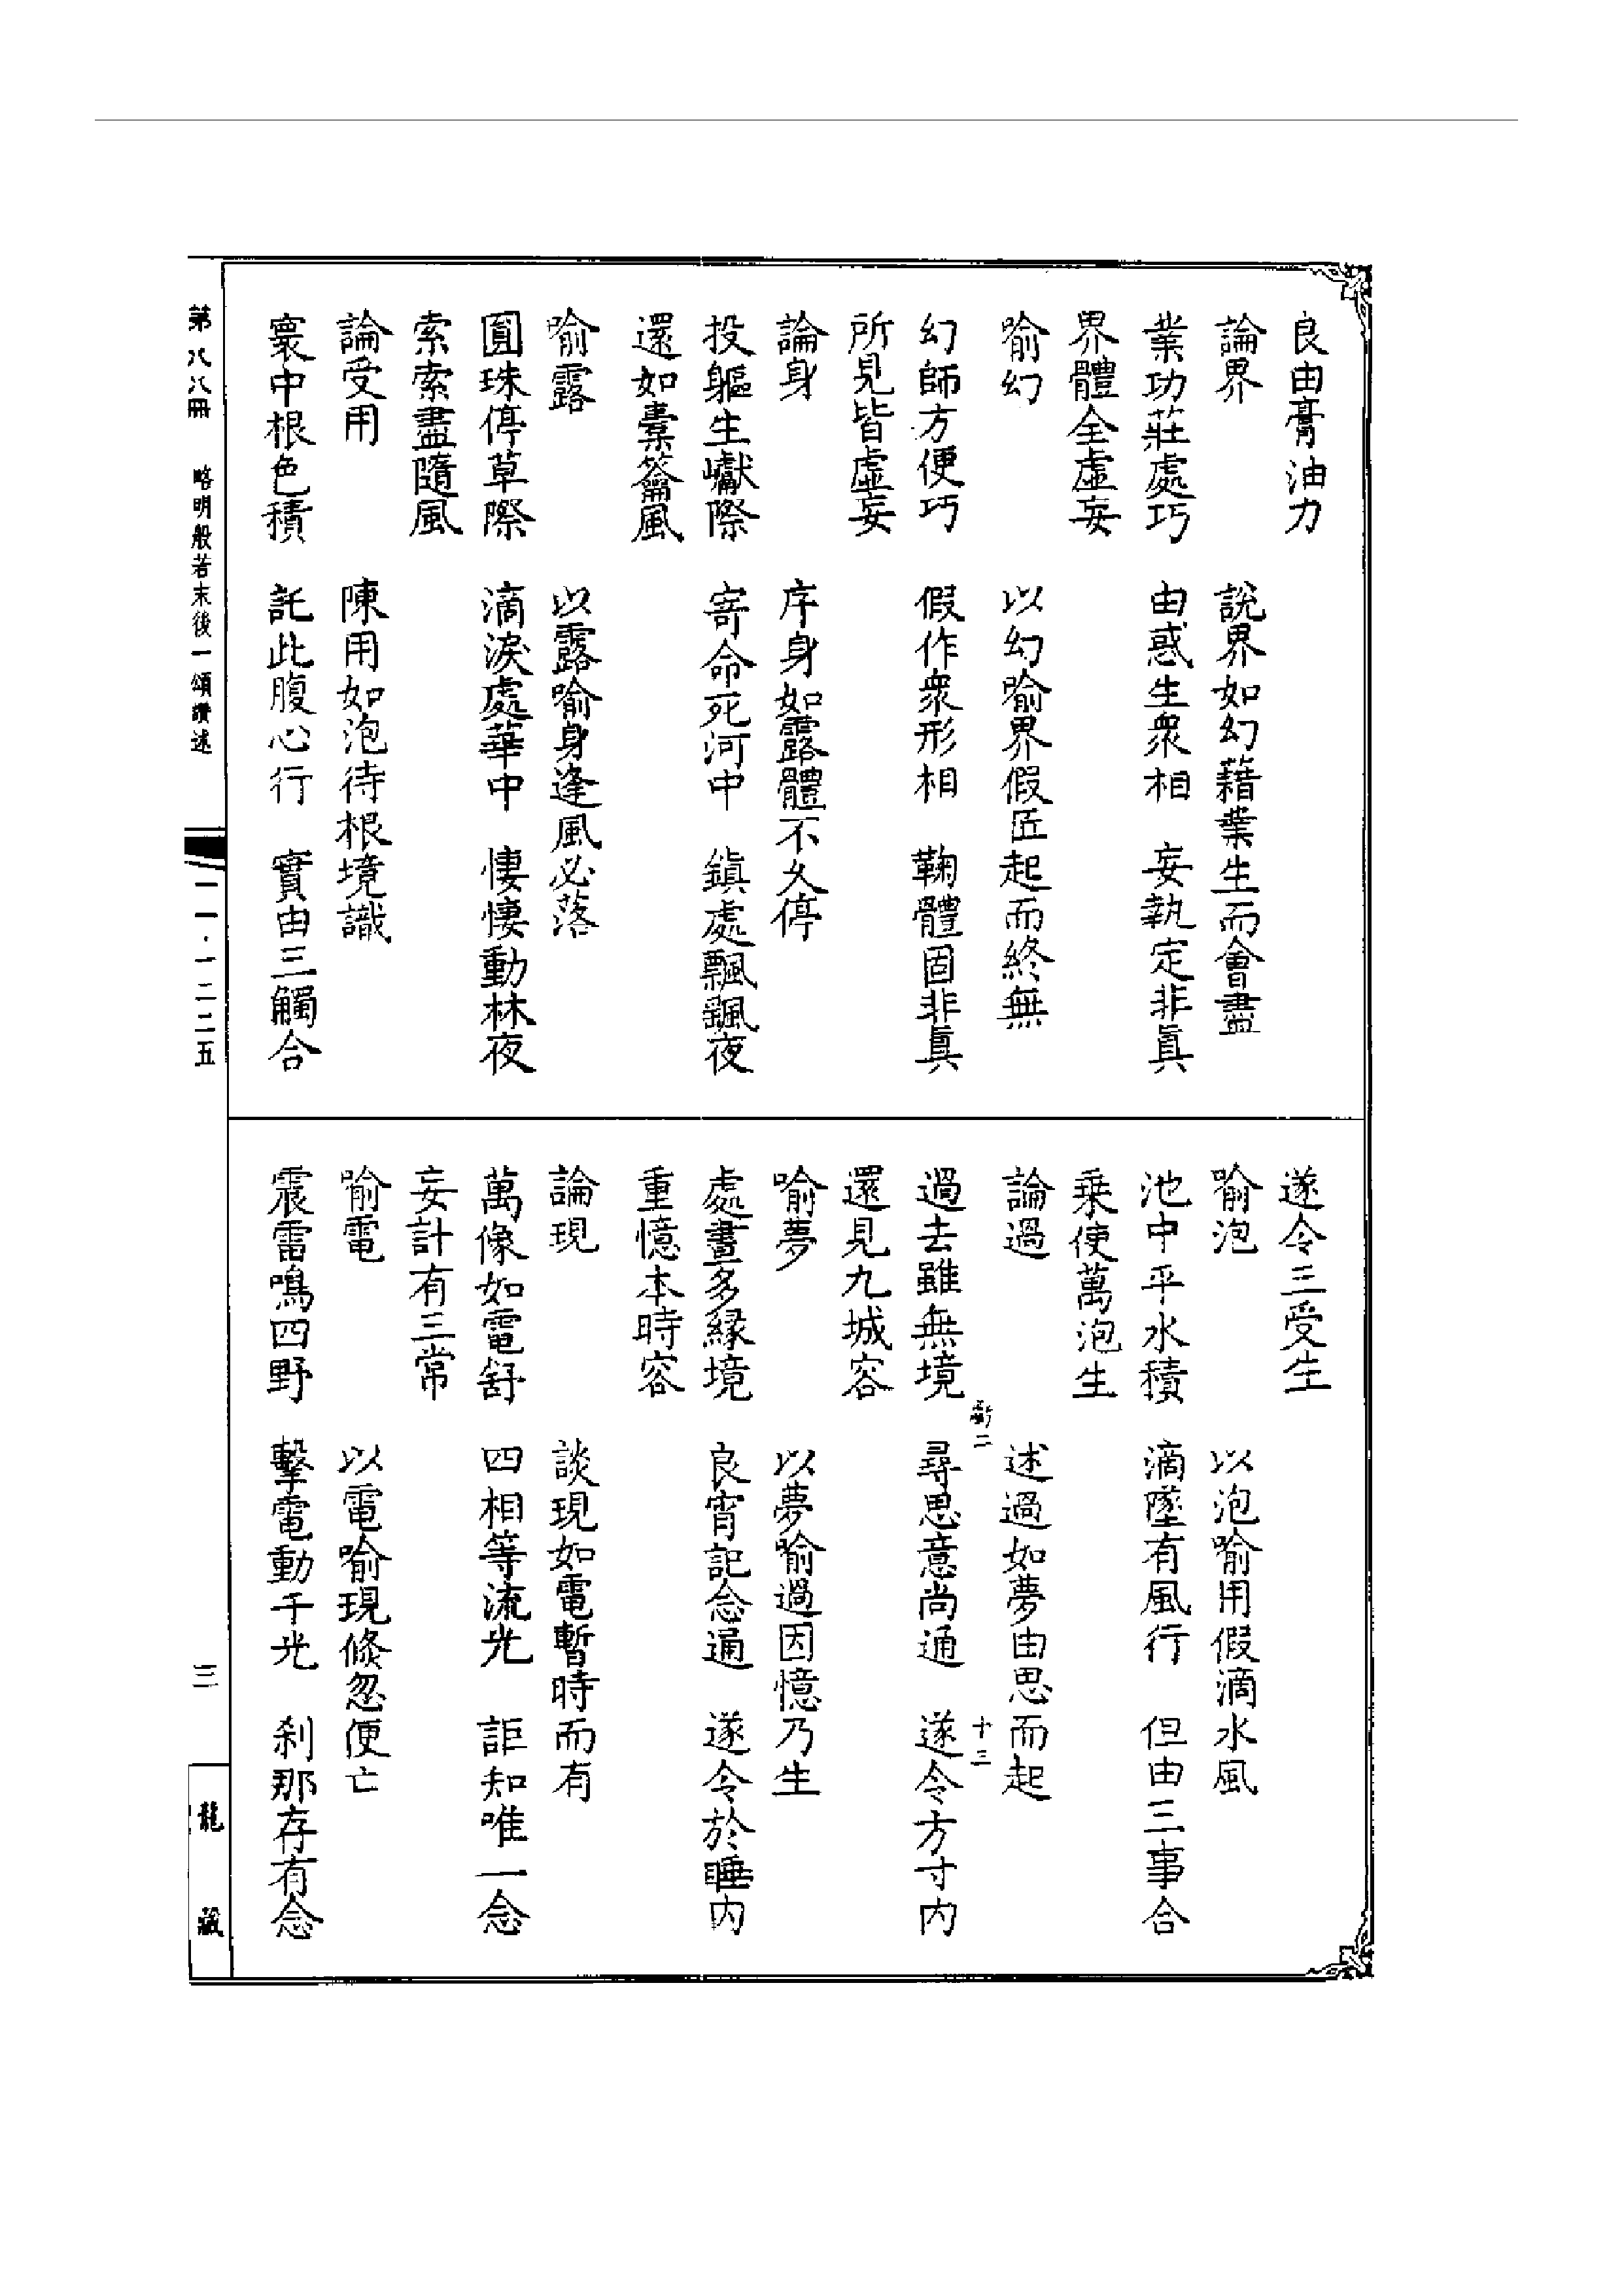 良由膏油力
論界　說界如幻藉業生而會盡
業功莊處巧　由惑生衆相　妄執定非眞
界體全虛妄
喻幻　以幻喻界假匠起而終無
幻師方便巧　假作衆形相　鞠體固非眞
所見皆虛妄
論身　序身如露體不久停
投軀生巘際　寄命死河中　鎮處飄飄夜
還如橐籥風
喻露　以露喻身逢風必落
圓珠停草際　滴淚處華中　悽悽動林夜
索索盡隨風
論受用　陳用如泡待根境識
寰中根色積　託此腹心行　實由三觸合
遂令三受生
喻泡　以泡喻用假滴水風
池中平水積　滴墜有風行　但由三事合
乗使萬泡生
論過　述過如夢由思而起
虧二　十三
過去雖無境　尋思意尚通　遂令方寸内
還見九城容
喻夢　以夢喻過因憶乃生
處晝多緣境　良宵記念遍　遂令於睡内
重憶本時容
論現　談現如電暫時而有
萬像如電舒　四相等流光　詎知唯一念
妄計有三常
喻電　以電喻現倏忽便亡
震雷鳴四野　擊電動千光　刹那存有念
第八八冊　略明般若末後一頌讚述　一一·一二二五　三　龍藏